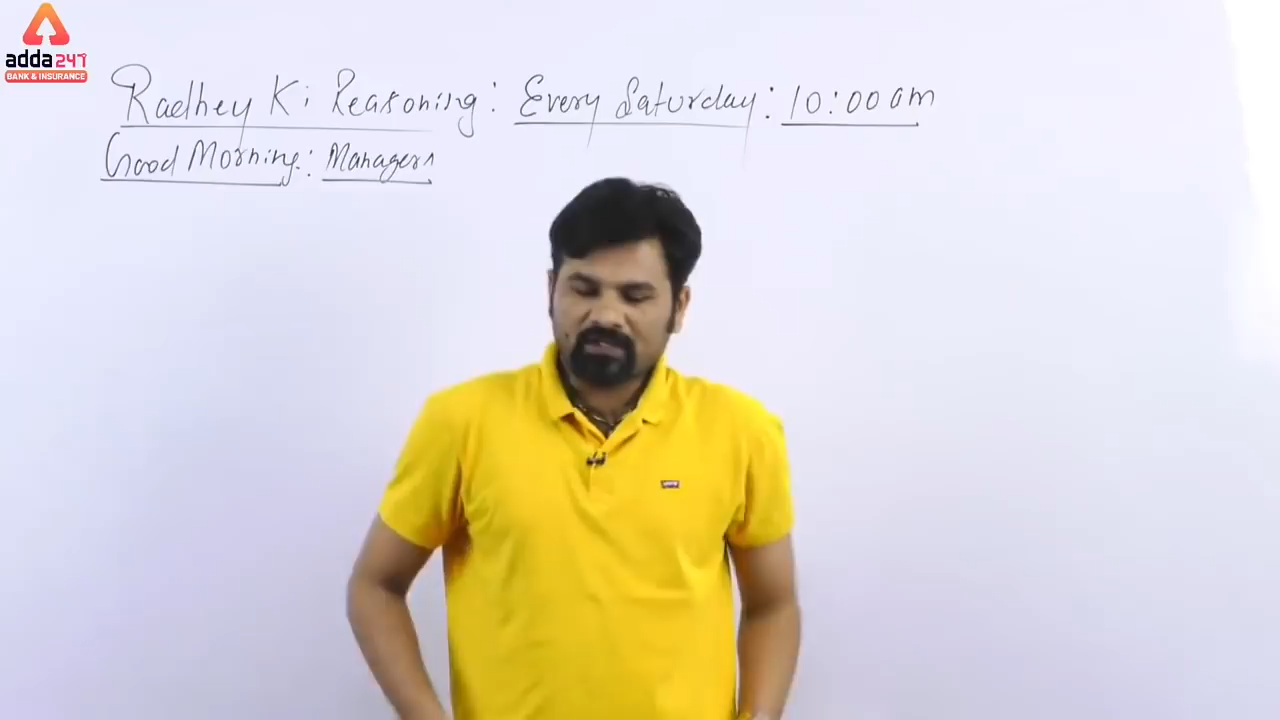 adda247
BANK & INSURANCE
Radhey Ki Reasoning: Every Saturday: 10:00 am
Good Morning: Managers